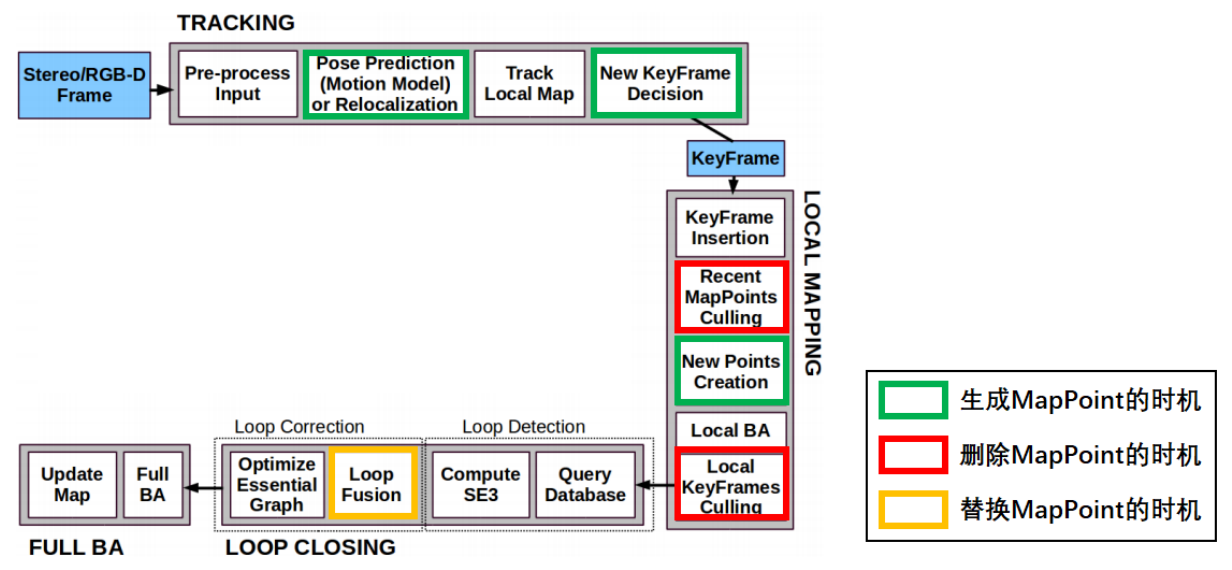 TRACKING
Stereo/RGB-D
Frame
Pre-process
Input
Pose Prediction
(Motion Model)
or Relocalization
Track
Local Map
New KeyFrame
Decision
KeyFrame
LOCAL MAPPING
KeyFrame
Insertion
Recent
MapPoints
Culling
New Points
Creation
Local BA
Local
KeyFrames
Culling
Loop Correction
Loop Detection
Update
Map
Full
BA
Optimize
Essential
Graph
Loop
Fusion
Compute
SE3
Query
Database
FULL BA
LOOP CLOSING
生成MapPoint的时机
删除MapPoint的时机
替换MapPoint的时机